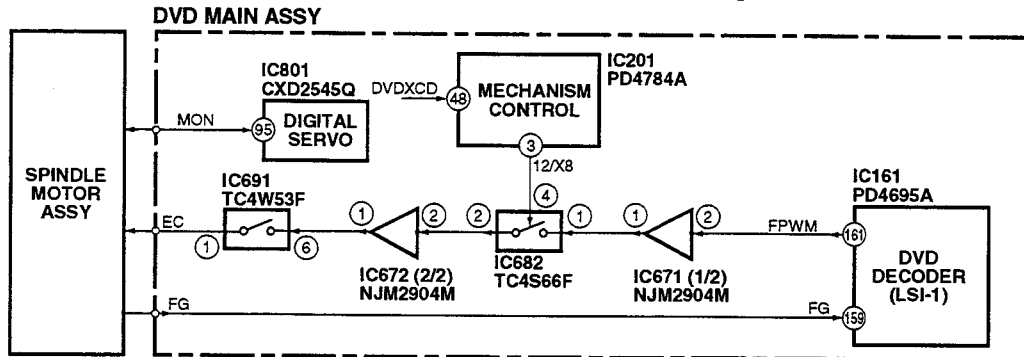 DVD MAIN ASSY
IC801
CXD2545Q
DIGITAL
SERVO
95
MON
DVDXCD
48
MECHANISM
CONTROL
3
IC201
PD4784A
12/X8
SPINDLE
MOTOR
ASSY
EC
IC691
TC4W53F
1
6
1
2
IC672 (2/2)
NJM2904M
2
4
1
IC682
TC4S66F
1
2
IC671 (1/2)
NJM2904M
FPWM
IC161
PD4695A
161
DVD
DECODER
(LSI-1)
159
FG
FG